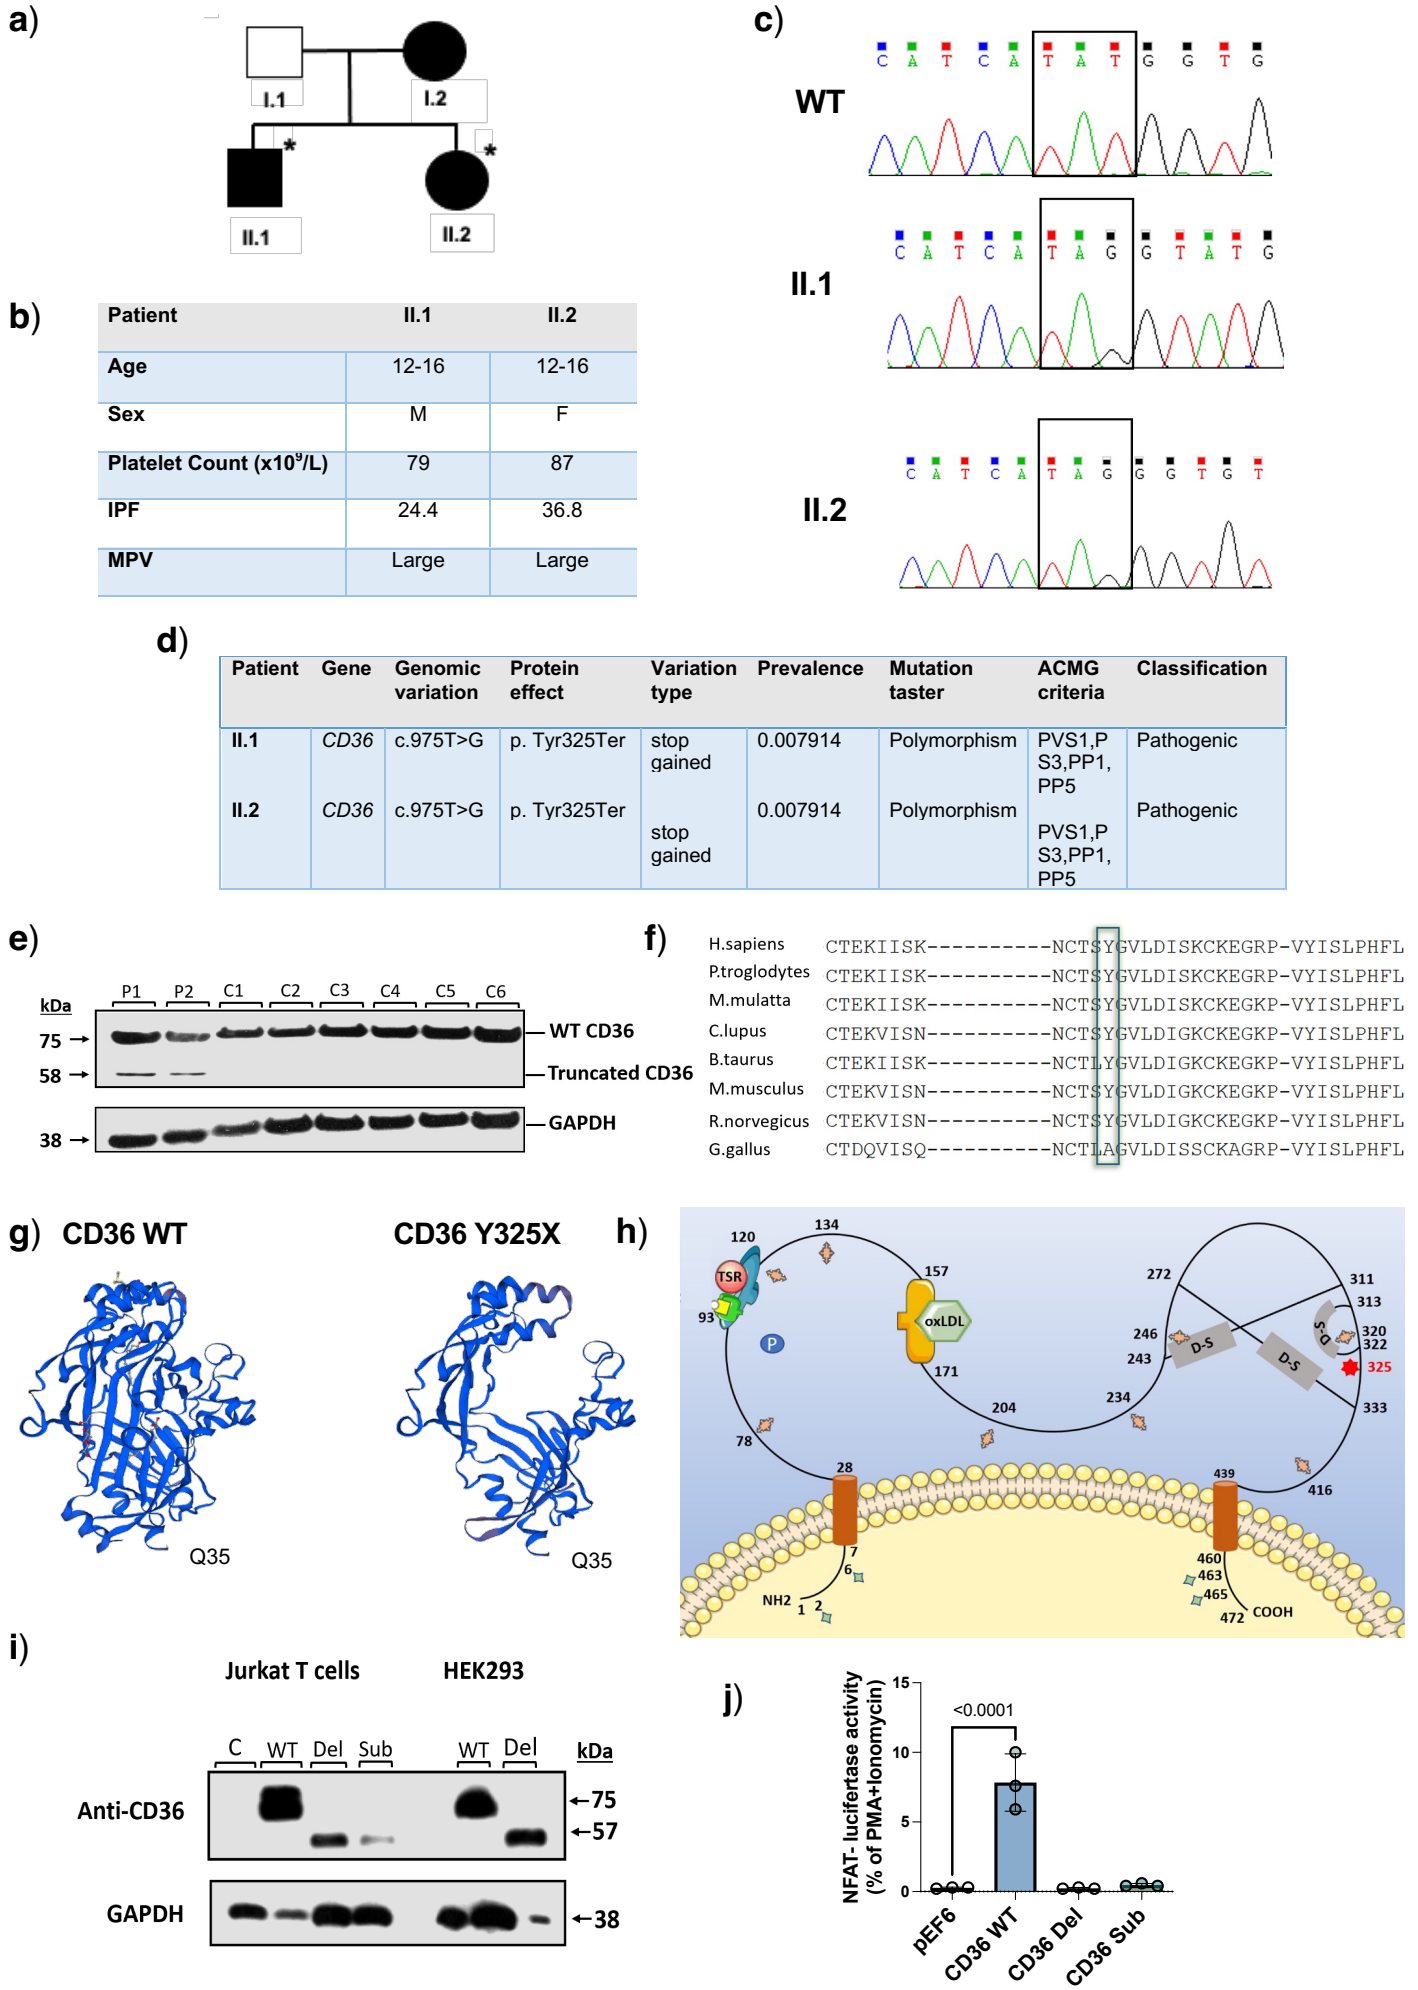 a)
I.1
I.2
*
*
II.1
II.2
b)
Patient II.1 II.2
Age 12-16 12-16
Sex M F
Platelet Count (x10⁹/L) 79 87
IPF 24.4 36.8
MPV Large Large
c)
C A T C A T A T G G T G
WT
C A T C A T A G G T A T G
II.1
C A T C A T A G G G T G T
II.2
d)
Patient Gene Genomic Protein Variation Prevalence Mutation ACMG Classification
variation effect type taster criteria
II.1 CD36 c.975T>G p. Tyr325Ter stop 0.007914 Polymorphism PVS1,P Pathogenic
gained S3,PP1,
PP5
II.2 CD36 c.975T>G p. Tyr325Ter 0.007914 Polymorphism Pathogenic
stop PVS1,P
gained S3,PP1,
PP5
e)
kDa P1 P2 C1 C2 C3 C4 C5 C6
75 WT CD36
58 Truncated CD36
38 GAPDH
f)
H.sapiens CTEKIISK----------NCTSYGVLDISKCKEGRP-VYISLPHFL
P.troglodytes CTEKIISK----------NCTSYGVLDISKCKEGRP-VYISLPHFL
M.mulatta CTEKIISK----------NCTSYGVLDISKCKEGRP-VYISLPHFL
C.lupus CTEKVISN----------NCTSYGVLDIGKCKEGKP-VYISLPHFL
B.taurus CTEKIISK----------NCTLYGVLDIGKCKEGKP-VYISLPHFL
M.musculus CTEKVISN----------NCTSYGVLDIGKCKEGKP-VYISLPHFL
R.norvegicus CTEKVISN----------NCTSYGVLDIGKCKEGKP-VYISLPHFL
G.gallus CTDQVISQ----------NCTLAGVLDISSCKAGRP-VYISLPHFL
g) CD36 WT CD36 Y325X
Q35 Q35
h)
134
120
TSR
93
P
157
oxLDL
171
78
204
234
28
272
311
313
246
243
D-S
D-S
D-S
320
322
325
333
439
416
7
6
NH2
1 2
460
463
465
472 COOH
i)
Jurkat T cells HEK293
C WT Del Sub WT Del kDa
Anti-CD36 75
57
GAPDH 38
j)
NFAT- lucifertase activity
(% of PMA+Ionomycin)
15
10
5
0
<0.0001
pEF6
CD36 WT
CD36 Del
CD36 Sub